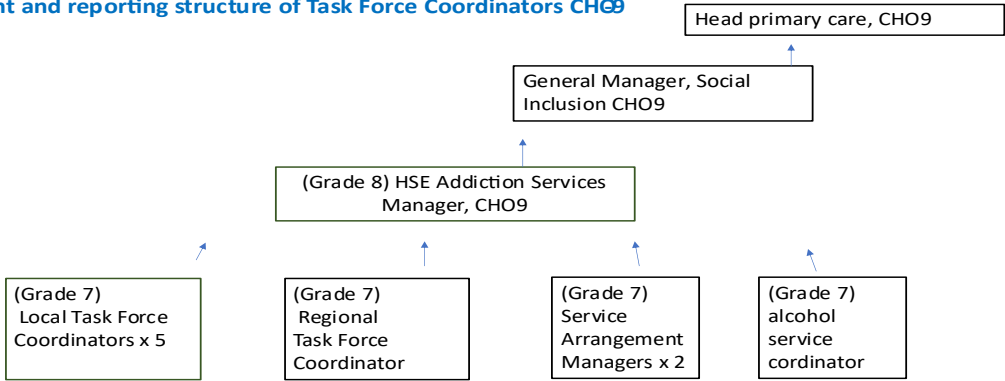 nt and reporting structure of Task Force Coordinators CHO9
Head primary care, CHO9
General Manager, Social
Inclusion CHO9
(Grade 8) HSE Addiction Services
Manager, CHO9
(Grade 7)
Local Task Force
Coordinators x 5
(Grade 7)
Regional
Task Force
Coordinator
(Grade 7)
Service
Arrangement
Managers x 2
(Grade 7)
alcohol
service
cordinator